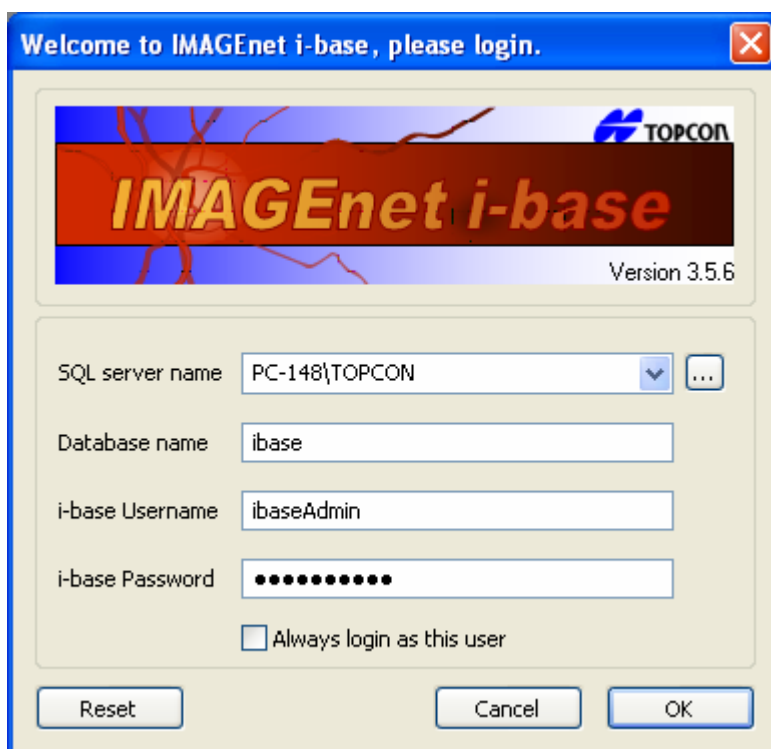 Welcome to IMAGEnet i-base, please login.
TOPCON
IMAGEnet i-base
Version 3.5.6
SQL server name PC-148\TOPCON ...
Database name ibase
i-base Username ibaseAdmin
i-base Password ●●●●●●●●●●
Always login as this user
Reset Cancel OK